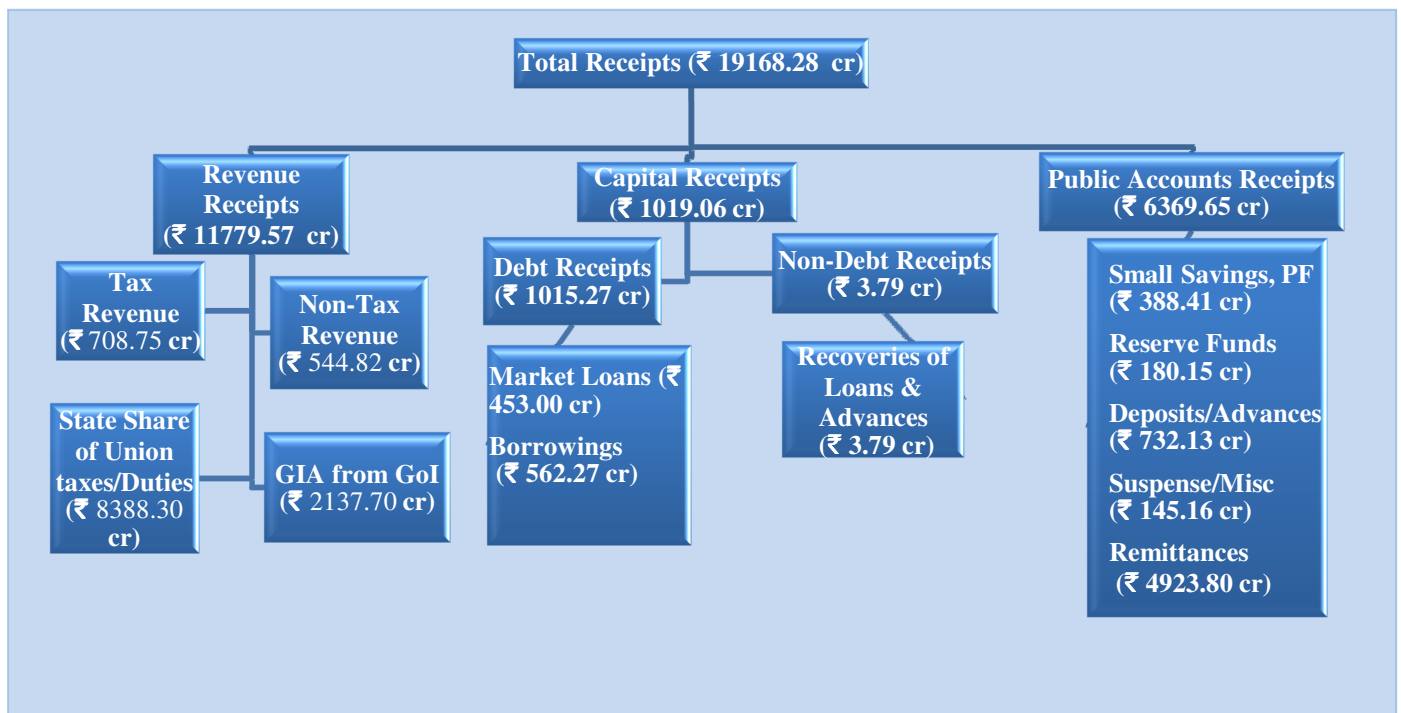 Total Receipts (₹ 19168.28 cr)
Revenue
Receipts
(₹ 11779.57 cr)
Tax
Revenue
(₹ 708.75 cr)
Non-Tax
Revenue
(₹ 544.82 cr)
State Share
of Union
taxes/Duties
(₹ 8388.30
cr)
GIA from GoI
(₹ 2137.70 cr)
Capital Receipts
(₹ 1019.06 cr)
Debt Receipts
(₹ 1015.27 cr)
Market Loans (₹
453.00 cr)
Borrowings
(₹ 562.27 cr)
Non-Debt Receipts
(₹ 3.79 cr)
Recoveries of
Loans &
Advances
(₹ 3.79 cr)
Public Accounts Receipts
(₹ 6369.65 cr)
Small Savings, PF
(₹ 388.41 cr)
Reserve Funds
(₹ 180.15 cr)
Deposits/Advances
(₹ 732.13 cr)
Suspense/Misc
(₹ 145.16 cr)
Remittances
(₹ 4923.80 cr)